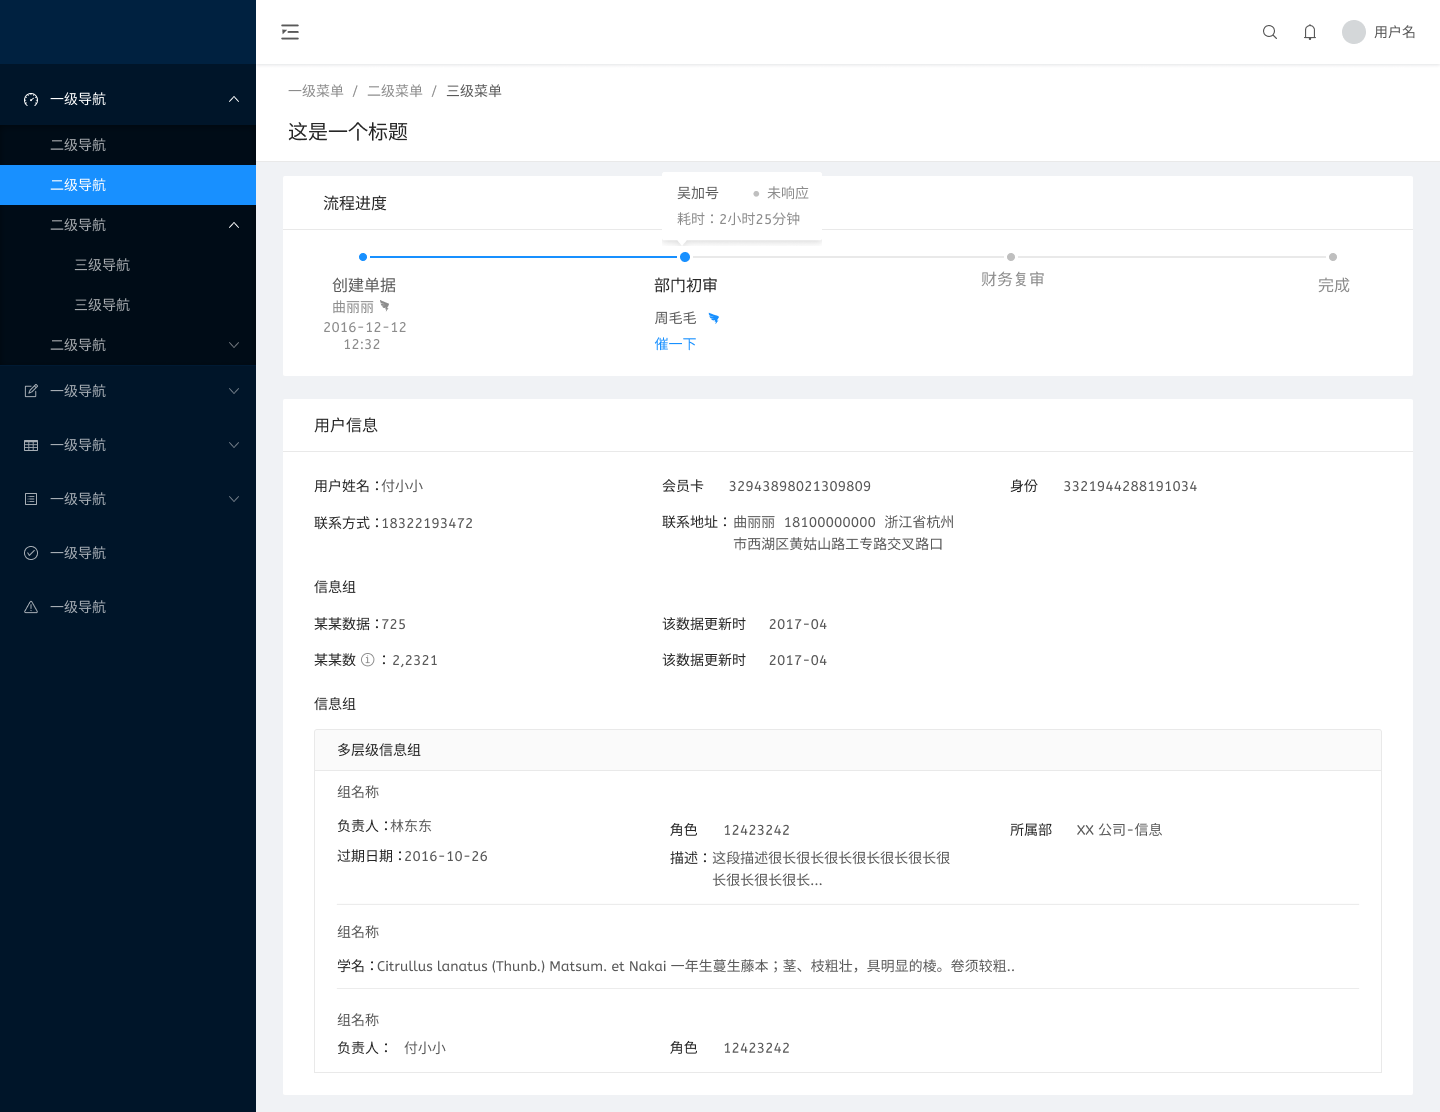 用户名
一级导航
二级导航
二级导航
二级导航
三级导航
三级导航
二级导航
一级导航
一级导航
一级导航
一级导航
一级导航
一级菜单 / 二级菜单 / 三级菜单
这是一个标题
流程进度
吴加号 未响应
耗时：2小时25分钟
创建单据
曲丽丽
2016-12-12
12:32
部门初审
周毛毛
催一下
财务复审
完成
用户信息
用户姓名：付小小 会员卡 32943898021309809 身份 3321944288191034
联系方式：18322193472 联系地址：曲丽丽 18100000000 浙江省杭州
市西湖区黄姑山路工专路交叉路口
信息组
某某数据：725 该数据更新时 2017-04
某某数 ：2,2321 该数据更新时 2017-04
信息组
多层级信息组
组名称
负责人：林东东 角色 12423242 所属部 XX 公司-信息
过期日期：2016-10-26 描述：这段描述很长很长很长很长很长很长很
长很长很长很长...
组名称
学名：Citrullus lanatus (Thunb.) Matsum. et Nakai 一年生蔓生藤本；茎、枝粗壮，具明显的棱。卷须较粗..
组名称
负责人： 付小小 角色 12423242